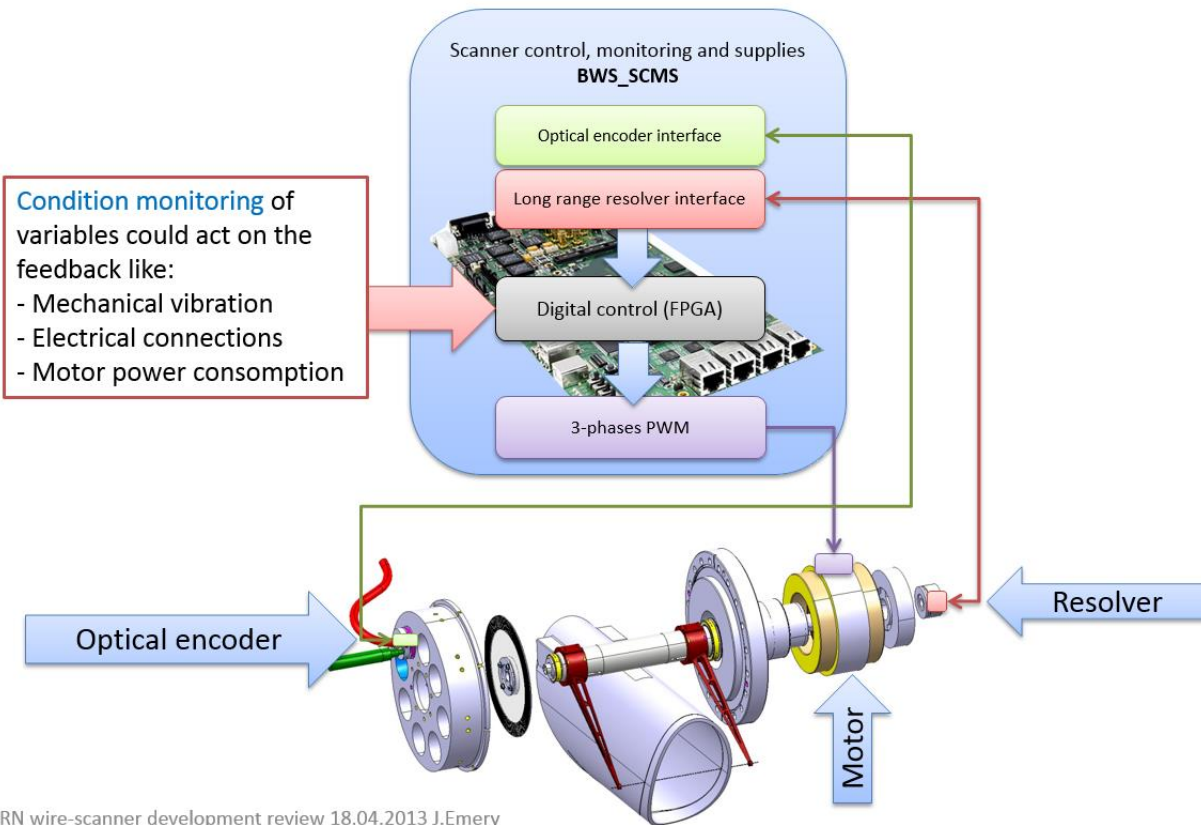 Scanner control, monitoring and supplies
BWS_SCMS
Optical encoder interface
Long range resolver interface
Digital control (FPGA)
3-phases PWM
Condition monitoring of
variables could act on the
feedback like:
- Mechanical vibration
- Electrical connections
- Motor power consomption
Optical encoder
Resolver
Motor
RN wire-scanner development review 18.04.2013 J.Emery